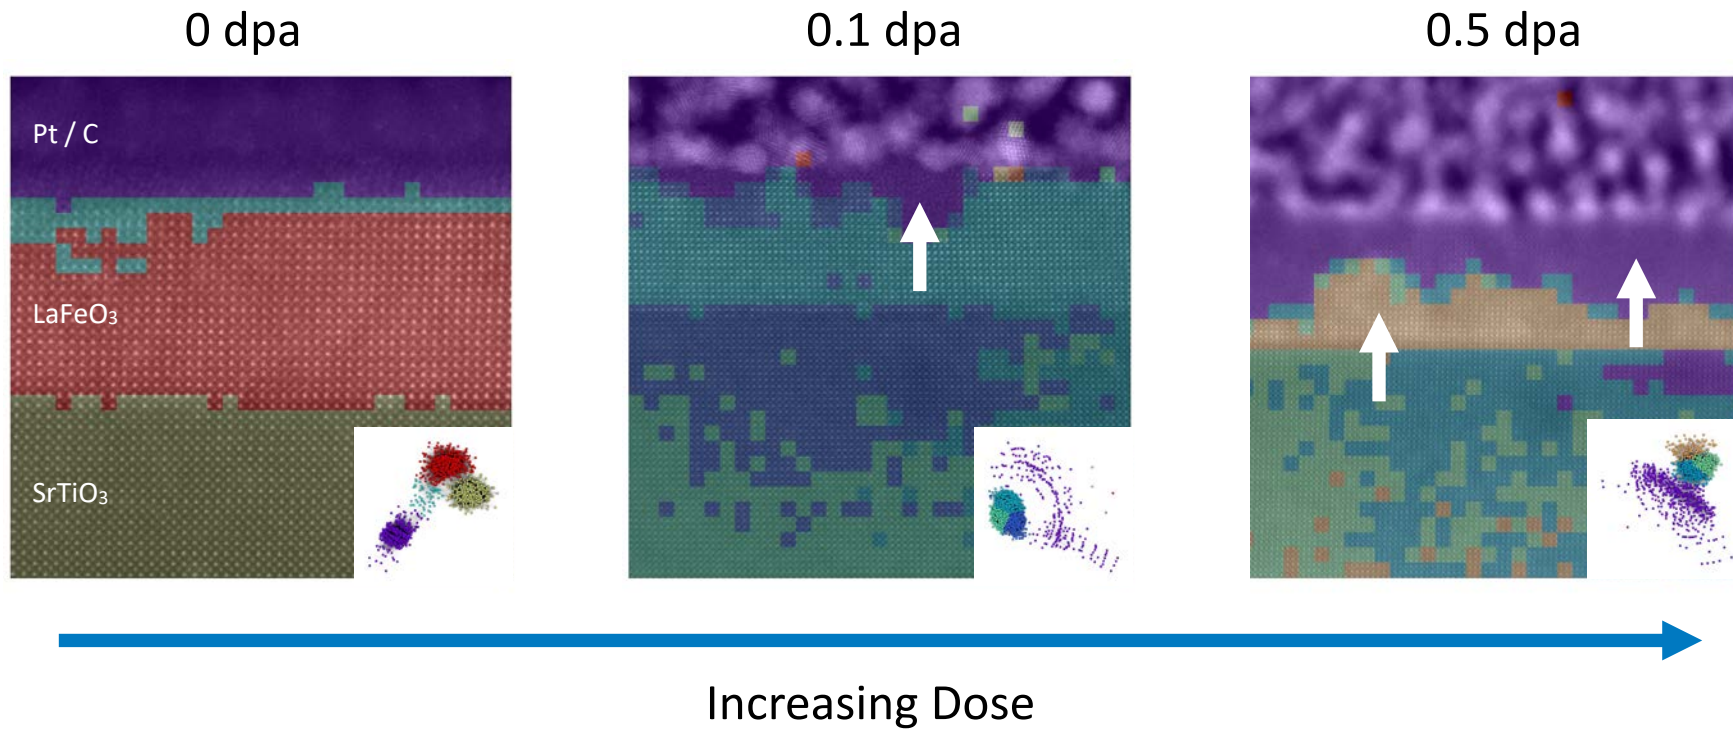 0 dpa
0.1 dpa
0.5 dpa
Pt / C
LaFeO₃
SrTiO₃
Increasing Dose